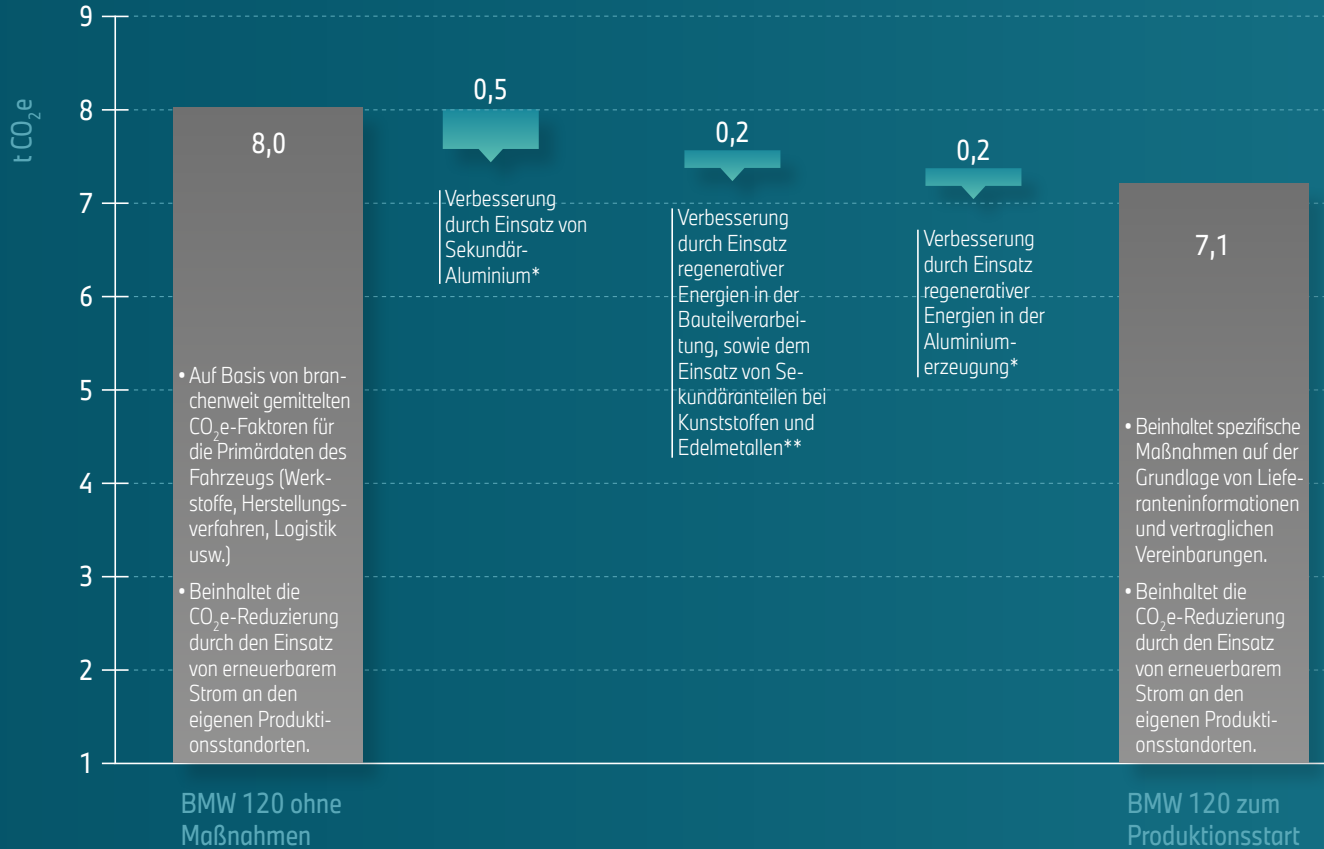 t CO₂e
9
8
7
6
5
4
3
2
1
8,0
• Auf Basis von bran-
chenweit gemittelten
CO₂e-Faktoren für
die Primärdaten des
Fahrzeugs (Werk-
stoffe, Herstellungs-
verfahren, Logistik
usw.)
• Beinhaltet die
CO₂e-Reduzierung
durch den Einsatz
von erneuerbarem
Strom an den
eigenen Produkti-
onsstandorten.
BMW 120 ohne
Maßnahmen
0,5
Verbesserung
durch Einsatz von
Sekundär-
Aluminium*
0,2
Verbesserung
durch Einsatz
regenerativer
Energien in der
Bauteilverarbei-
tung, sowie dem
Einsatz von Se-
kundäranteilen bei
Kunststoffen und
Edelmetallen**
0,2
Verbesserung
durch Einsatz
regenerativer
Energien in der
Aluminium-
erzeugung*
7,1
• Beinhaltet spezifische
Maßnahmen auf der
Grundlage von Liefe-
ranteninformationen
und vertraglichen
Vereinbarungen.
• Beinhaltet die
CO₂e-Reduzierung
durch den Einsatz
von erneuerbarem
Strom an den
eigenen Produkti-
onsstandorten.
BMW 120 zum
Produktionsstart